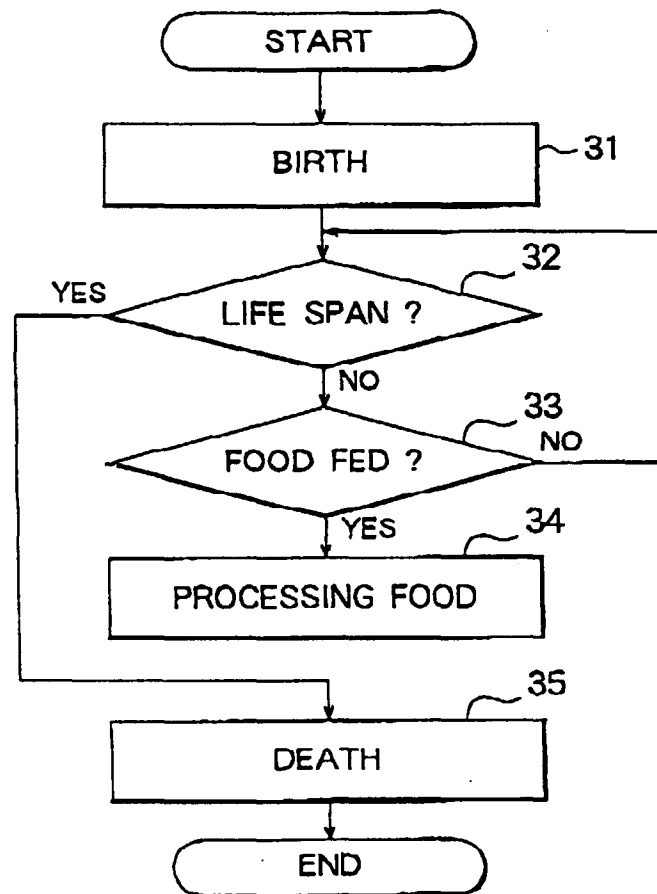 START
BIRTH
31
32
YES
LIFE SPAN ?
NO
33
FOOD FED ?
NO
YES
34
PROCESSING FOOD
35
DEATH
END